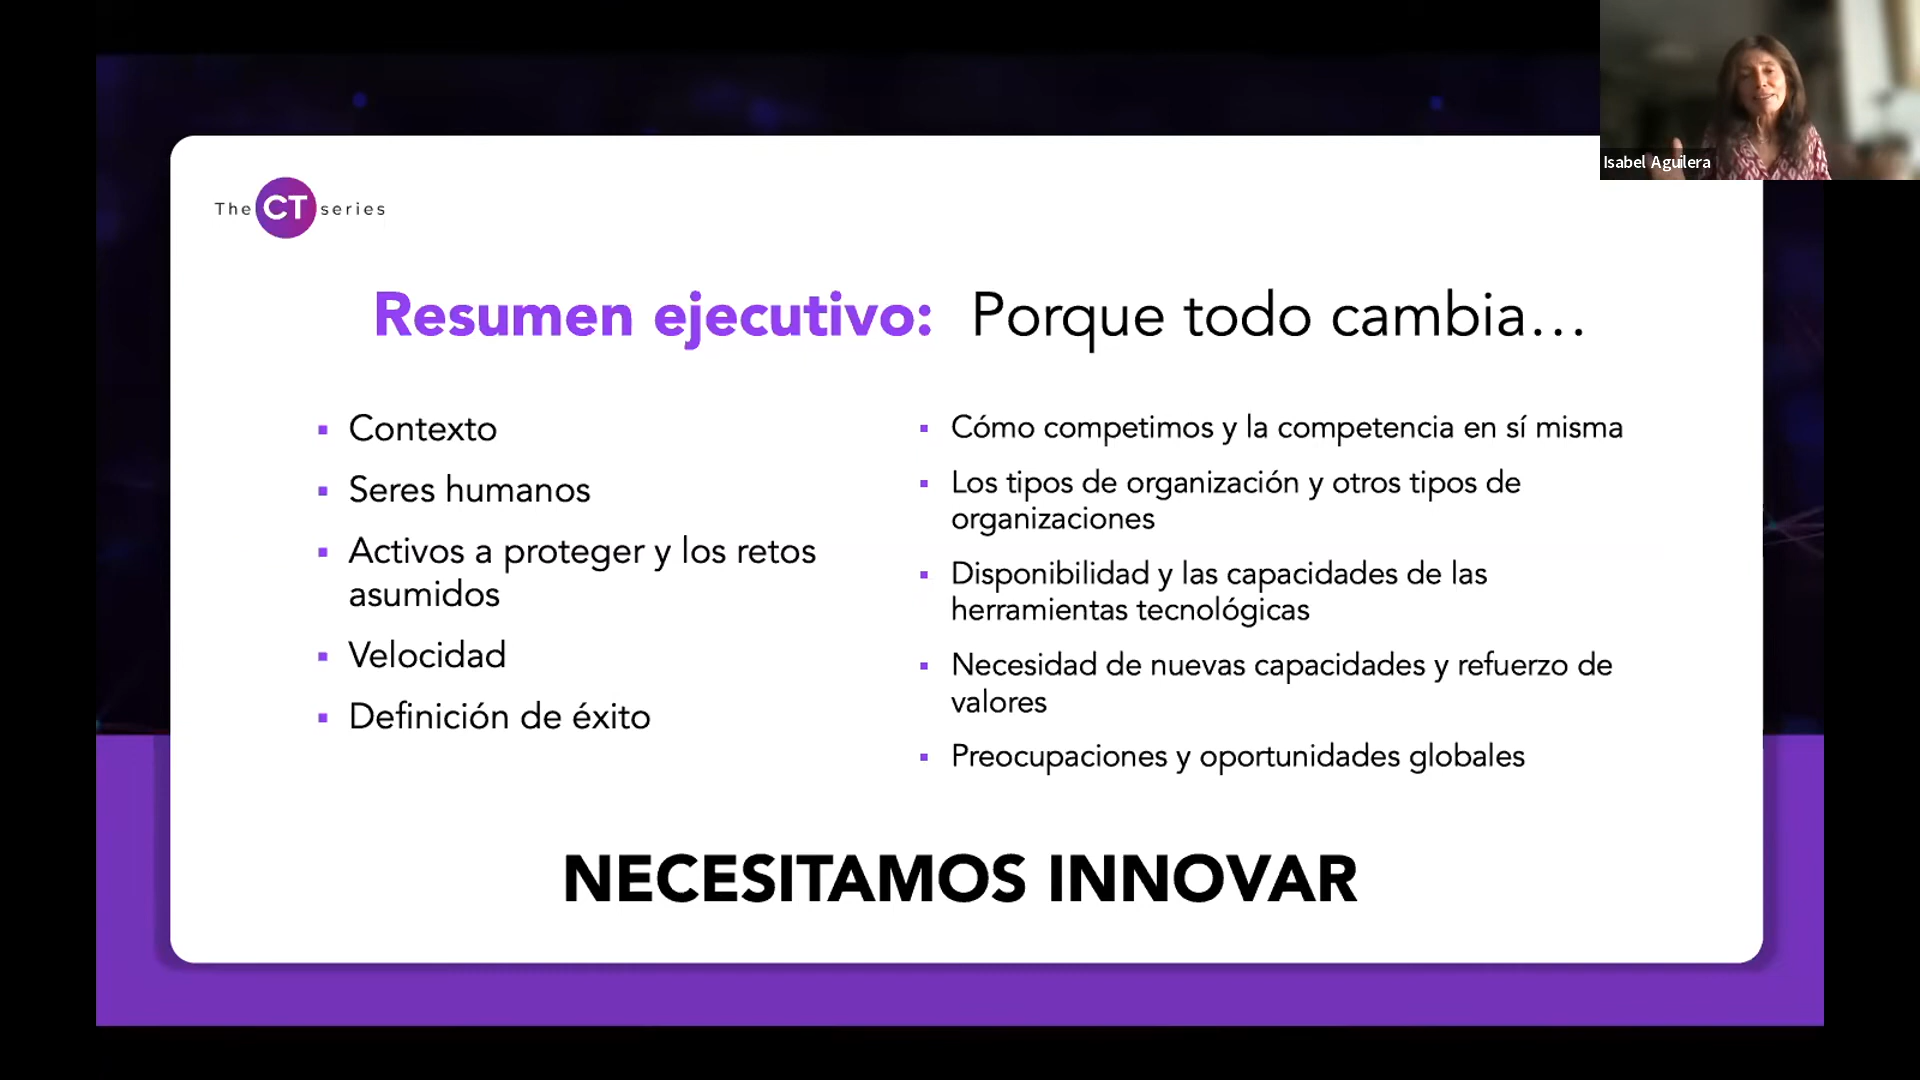 Isabel Aguilera
The CT series
Resumen ejecutivo: Porque todo cambia...
▪ Contexto
▪ Seres humanos
▪ Activos a proteger y los retos
asumidos
▪ Velocidad
▪ Definición de éxito
▪ Cómo competimos y la competencia en sí misma
▪ Los tipos de organización y otros tipos de
organizaciones
▪ Disponibilidad y las capacidades de las
herramientas tecnológicas
▪ Necesidad de nuevas capacidades y refuerzo de
valores
▪ Preocupaciones y oportunidades globales
NECESITAMOS INNOVAR